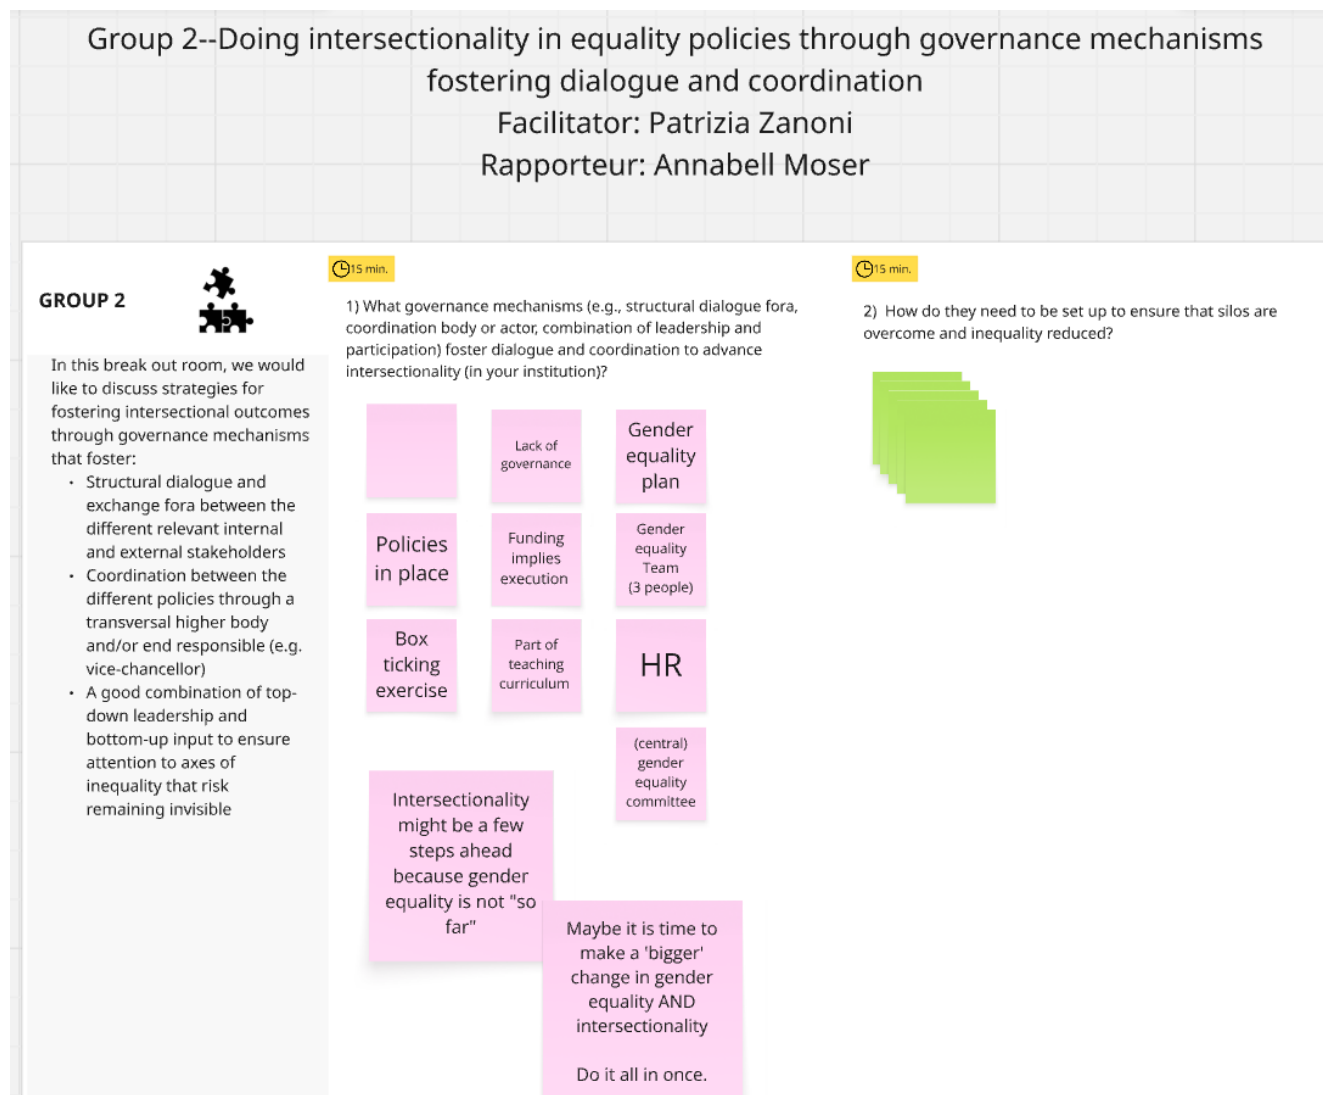 Group 2--Doing intersectionality in equality policies through governance mechanisms
fostering dialogue and coordination
Facilitator: Patrizia Zanoni
Rapporteur: Annabell Moser
GROUP 2
In this break out room, we would
like to discuss strategies for
fostering intersectional outcomes
through governance mechanisms
that foster:
• Structural dialogue and
exchange fora between the
different relevant internal
and external stakeholders
• Coordination between the
different policies through a
transversal higher body
and/or end responsible (e.g.
vice-chancellor)
• A good combination of top-
down leadership and
bottom-up input to ensure
attention to axes of
inequality that risk
remaining invisible
15 min.
1) What governance mechanisms (e.g., structural dialogue fora,
coordination body or actor, combination of leadership and
participation) foster dialogue and coordination to advance
intersectionality (in your institution)?
Lack of
governance
Gender
equality
plan
Policies
in place
Funding
implies
execution
Gender
equality
Team
(3 people)
Box
ticking
exercise
Part of
teaching
curriculum
HR
(central)
gender
equality
committee
Intersectionality
might be a few
steps ahead
because gender
equality is not "so
far"
Maybe it is time to
make a 'bigger'
change in gender
equality AND
intersectionality
Do it all in once.
15 min.
2) How do they need to be set up to ensure that silos are
overcome and inequality reduced?